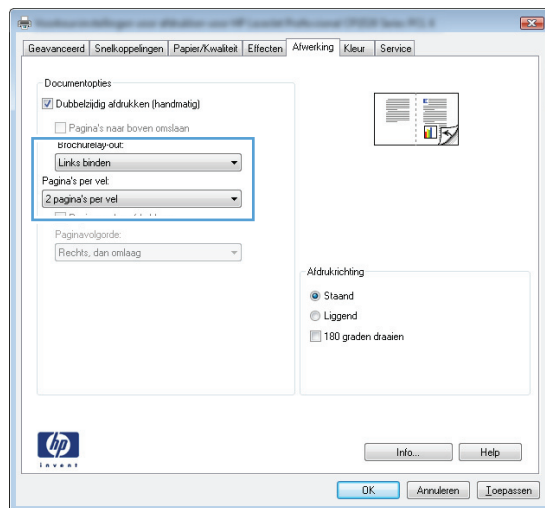 Geavanceerd Snelkoppelingen Papier/Kwaliteit Effecten Afwerking Kleur Service
Documentopties
Dubbelzijdig afdrukken (handmatig)
Pagina's naar boven omslaan
Brochurelay-out:
Links binden
Pagina's per vel:
2 pagina's per vel
Paginavolgorde:
Rechts, dan omlaag
Afdrukrichting
Staand
Liggend
180 graden draaien
hp
invent
Info... Help
OK Annuleren Toepassen